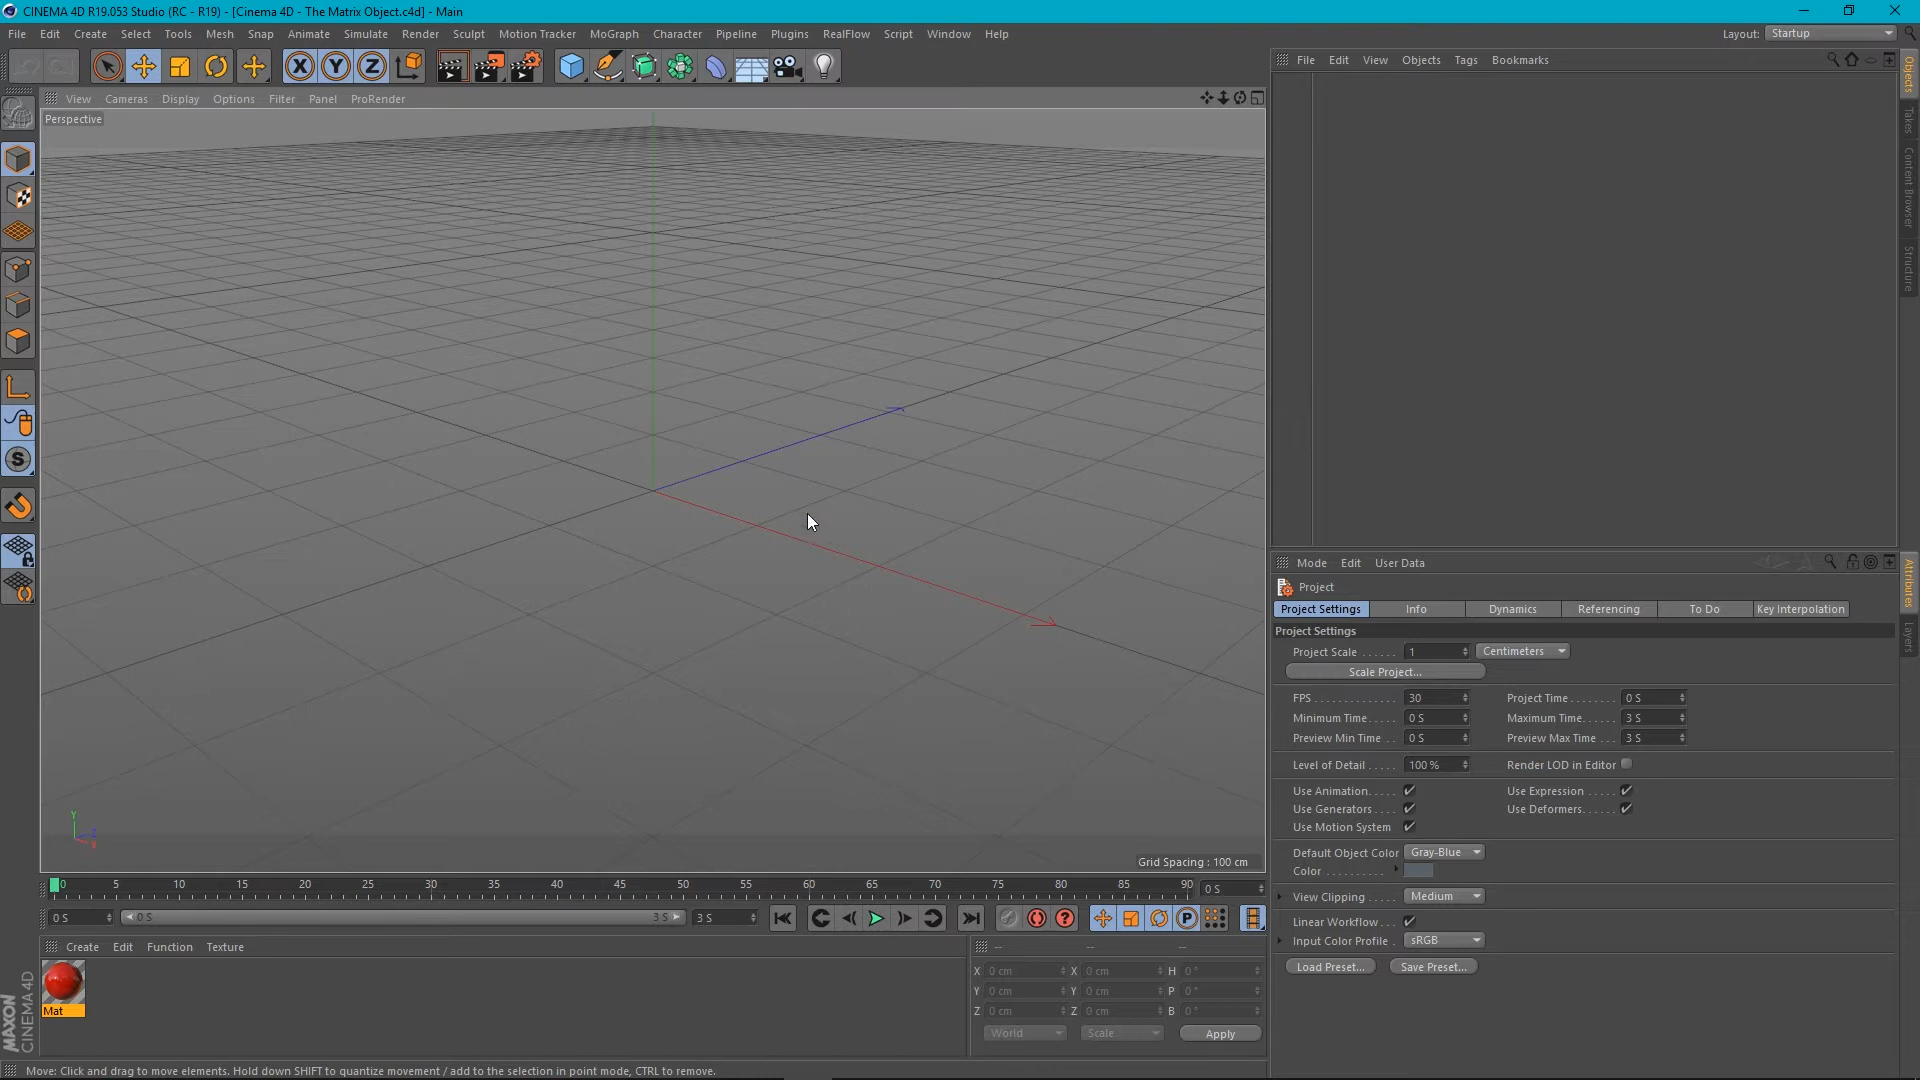 CINEMA 4D R19.053 Studio (RC - R19) - [Cinema 4D - The Matrix Object.c4d] - Main
File Edit Create Select Tools Mesh Snap Animate Simulate Render Sculpt Motion Tracker MoGraph Character Pipeline Plugins RealFlow Script Window Help
Layout: Startup
X Y Z
File Edit View Objects Tags Bookmarks
View Cameras Display Options Filter Panel ProRender
Perspective
Objects
Takes
Content Browser
Structure
S
Y
Z
X
Grid Spacing : 100 cm
Mode Edit User Data
Project
Project Settings Info Dynamics Referencing To Do Key Interpolation
Project Settings
Project Scale ...... 1 Centimeters
Scale Project...
FPS .............. 30 Project Time ........ 0 S
Minimum Time ..... 0 S Maximum Time ...... 3 S
Preview Min Time .. 0 S Preview Max Time ... 3 S
Level of Detail ..... 100 % Render LOD in Editor
Use Animation ..... Use Expression .....
Use Generators .... Use Deformers ......
Use Motion System
Default Object Color Gray-Blue
Color ..........
View Clipping ..... Medium
Linear Workflow ...
Input Color Profile . sRGB
Load Preset... Save Preset...
Attributes
Layers
0 5 10 15 20 25 30 35 40 45 50 55 60 65 70 75 80 85 90 0 S
0 S 0 S 3 S 3 S ? P
Create Edit Function Texture
Mat
-- -- --
X 0 cm X 0 cm H 0 °
Y 0 cm Y 0 cm P 0 °
Z 0 cm Z 0 cm B 0 °
World Scale Apply
MAXON
CINEMA 4D
Move: Click and drag to move elements. Hold down SHIFT to quantize movement / add to the selection in point mode, CTRL to remove.